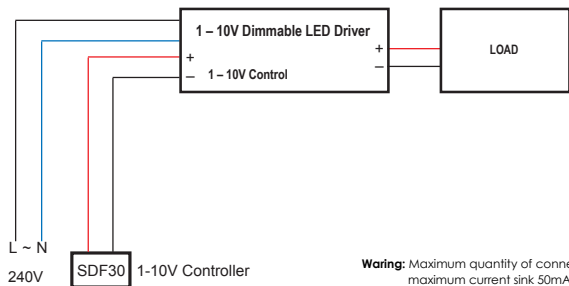 1 – 10V Dimmable LED Driver
+
– 1 – 10V Control
+
–
LOAD
L ~ N
240V
SDF30 1-10V Controller
Waring: Maximum quantity of conne
maximum current sink 50mA